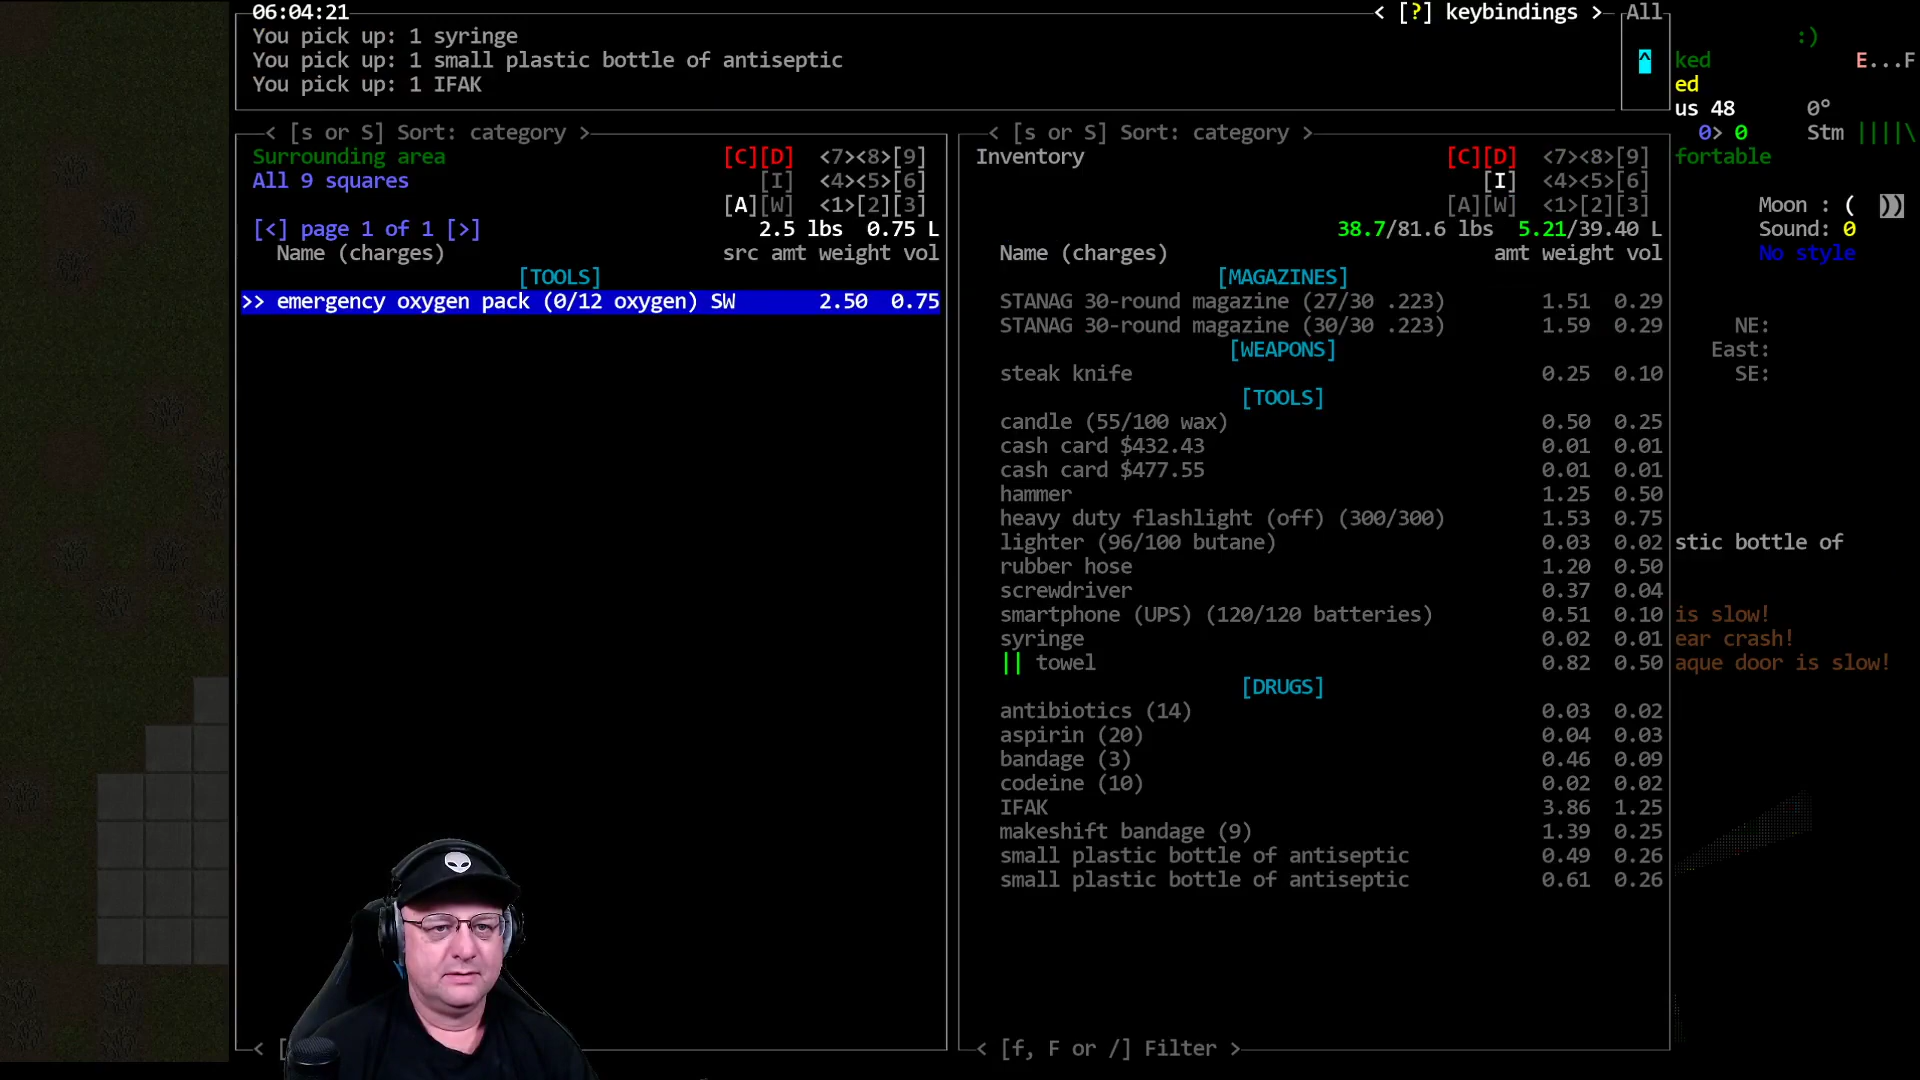 06:04:21
< [?] keybindings >
All
You pick up: 1 syringe
You pick up: 1 small plastic bottle of antiseptic
You pick up: 1 IFAK
^
:)
ked
E...F
ed
us 48 0°
0> 0 Stm ||||\
fortable
Moon : ( ))
Sound: 0
No style
NE:
East:
SE:
stic bottle of
is slow!
ear crash!
aque door is slow!
< [s or S] Sort: category >
Surrounding area [C][D] <7><8>[9]
All 9 squares [I] <4><5>[6]
[A][W] <1>[2][3]
[<] page 1 of 1 [>] 2.5 lbs 0.75 L
Name (charges) src amt weight vol
[TOOLS]
>> emergency oxygen pack (0/12 oxygen) SW 2.50 0.75
< [
< [s or S] Sort: category >
Inventory [C][D] <7><8>[9]
[I] <4><5>[6]
[A][W] <1>[2][3]
38.7/81.6 lbs 5.21/39.40 L
Name (charges) amt weight vol
[MAGAZINES]
STANAG 30-round magazine (27/30 .223) 1.51 0.29
STANAG 30-round magazine (30/30 .223) 1.59 0.29
[WEAPONS]
steak knife 0.25 0.10
[TOOLS]
candle (55/100 wax) 0.50 0.25
cash card $432.43 0.01 0.01
cash card $477.55 0.01 0.01
hammer 1.25 0.50
heavy duty flashlight (off) (300/300) 1.53 0.75
lighter (96/100 butane) 0.03 0.02
rubber hose 1.20 0.50
screwdriver 0.37 0.04
smartphone (UPS) (120/120 batteries) 0.51 0.10
syringe 0.02 0.01
|| towel 0.82 0.50
[DRUGS]
antibiotics (14) 0.03 0.02
aspirin (20) 0.04 0.03
bandage (3) 0.46 0.09
codeine (10) 0.02 0.02
IFAK 3.86 1.25
makeshift bandage (9) 1.39 0.25
small plastic bottle of antiseptic 0.49 0.26
small plastic bottle of antiseptic 0.61 0.26
< [f, F or /] Filter >